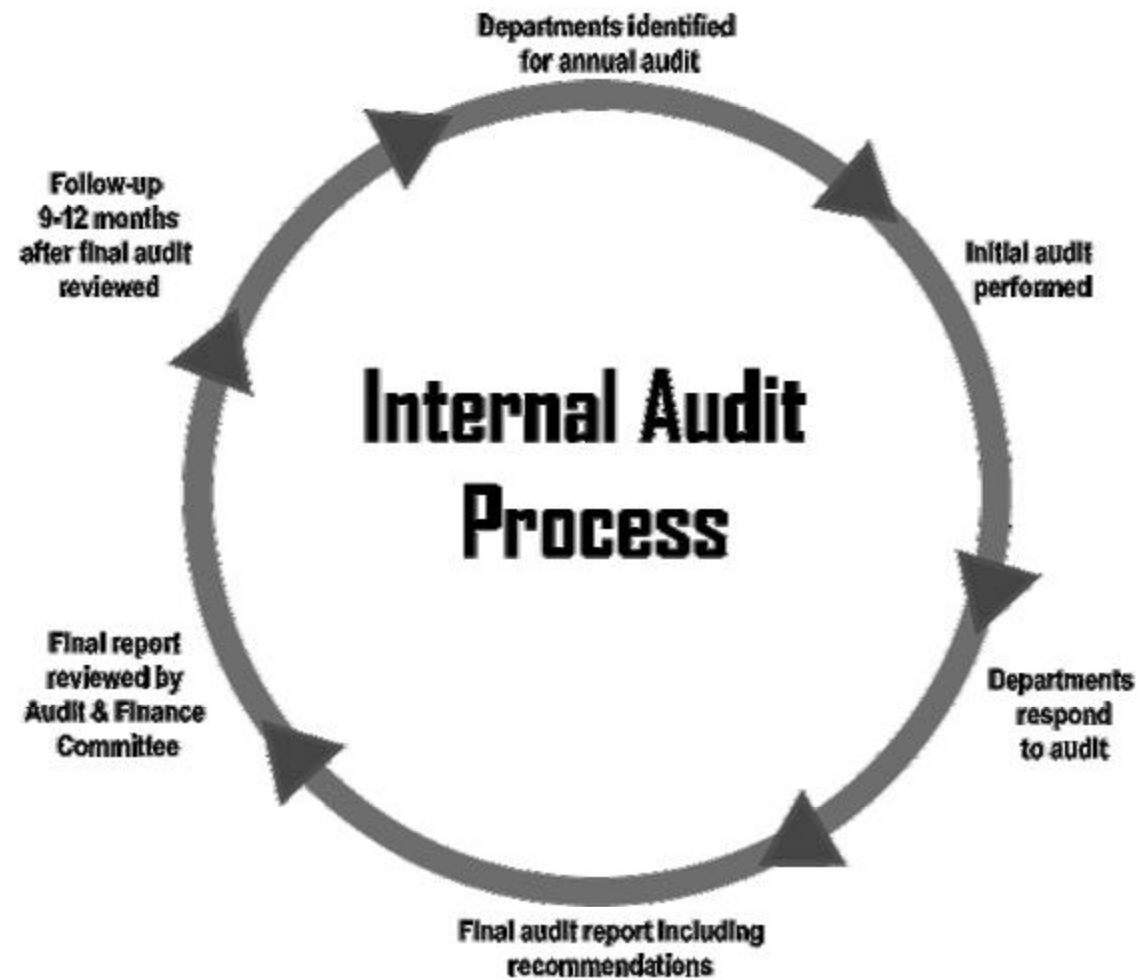 Departments identified
for annual audit
Initial audit
performed
Departments
respond
to audit
Final audit report including
recommendations
Final report
reviewed by
Audit & Finance
Committee
Follow-up
9-12 months
after final audit
reviewed
Internal Audit
Process